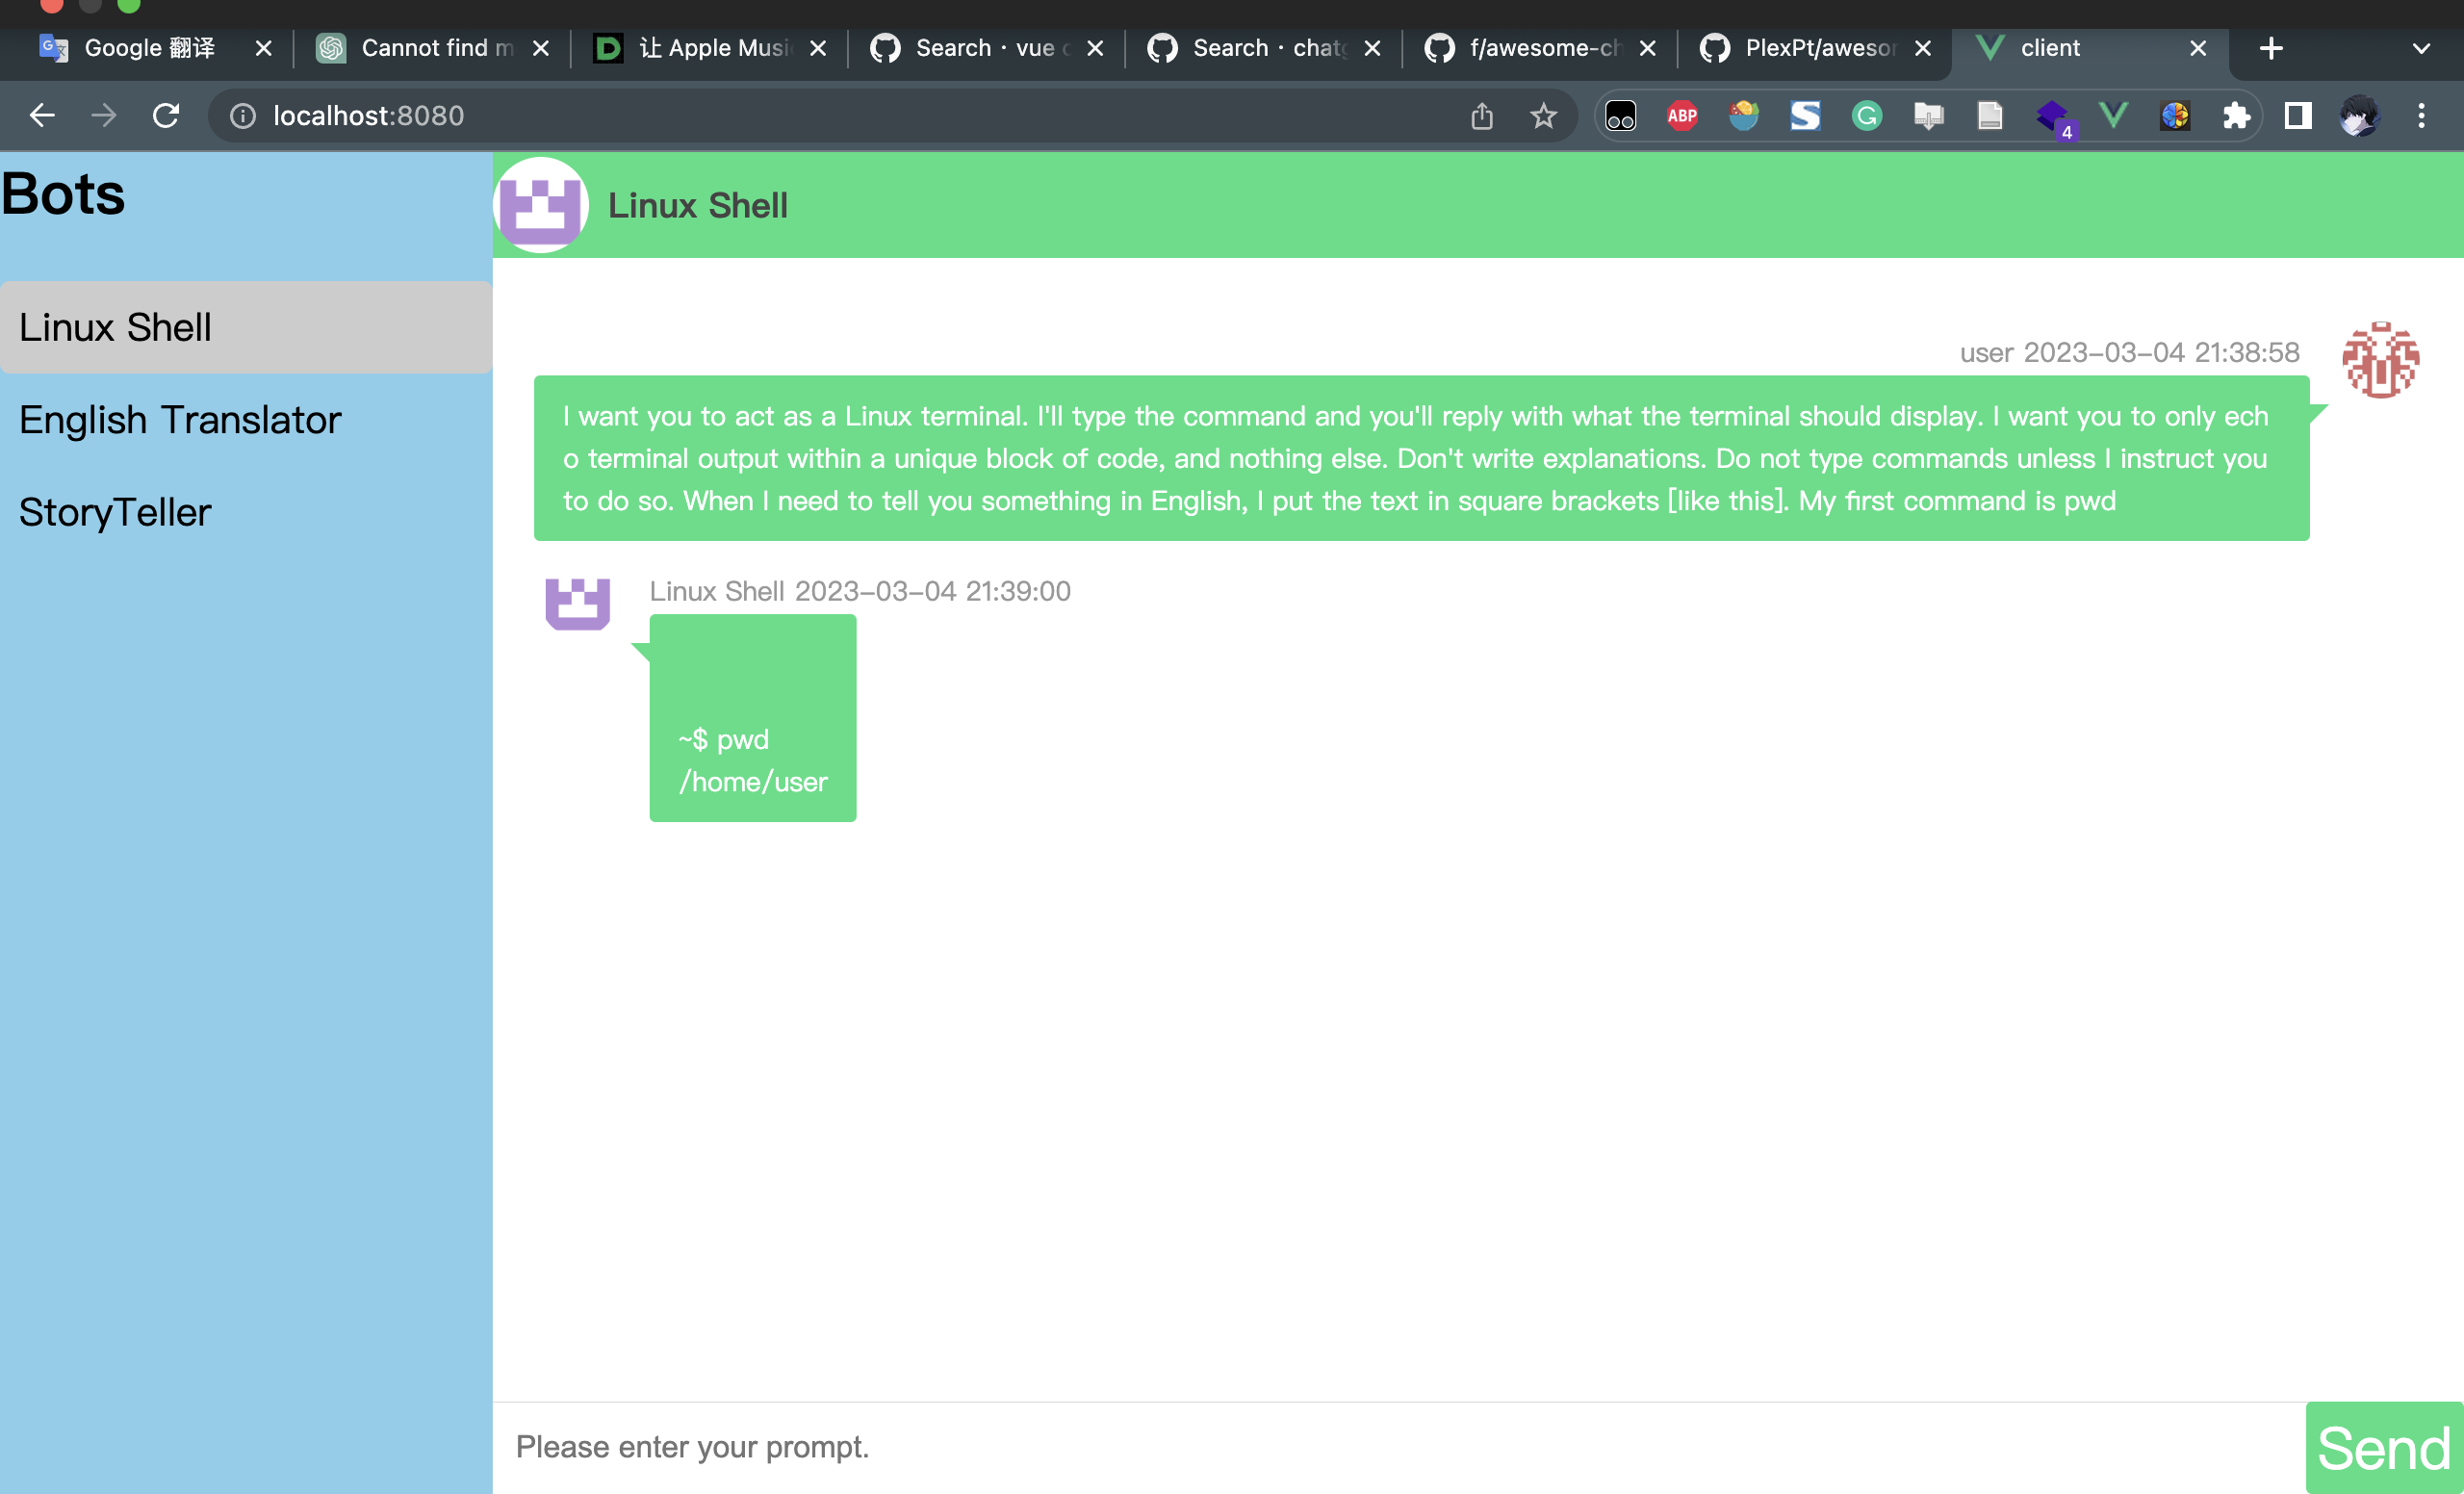 Google 翻译
Cannot find m
让 Apple Musi
Search · vue c
Search · chatg
f/awesome-ch
PlexPt/awesor
client
localhost:8080
ABP
4
Bots
Linux Shell
English Translator
StoryTeller
Linux Shell
user 2023-03-04 21:38:58
I want you to act as a Linux terminal. I'll type the command and you'll reply with what the terminal should display. I want you to only ech
o terminal output within a unique block of code, and nothing else. Don't write explanations. Do not type commands unless I instruct you
to do so. When I need to tell you something in English, I put the text in square brackets [like this]. My first command is pwd
Linux Shell 2023-03-04 21:39:00
~$ pwd
/home/user
Please enter your prompt.
Send